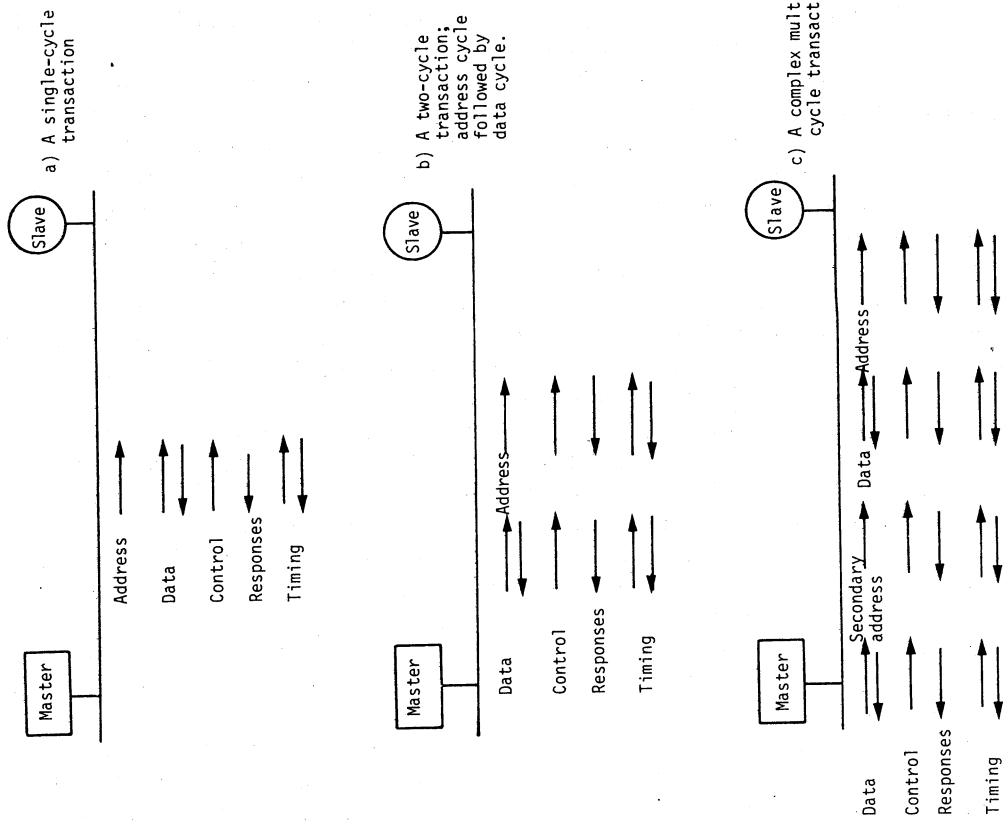 Master
Slave
a) A single-cycle
transaction
Address
Data
Control
Responses
Timing
Master
Slave
b) A two-cycle
transaction;
address cycle
followed by
data cycle.
Data
Address
Control
Responses
Timing
Master
Slave
c) A complex mult
cycle transact
Data
Secondary
address
Data
Address
Control
Responses
Timing